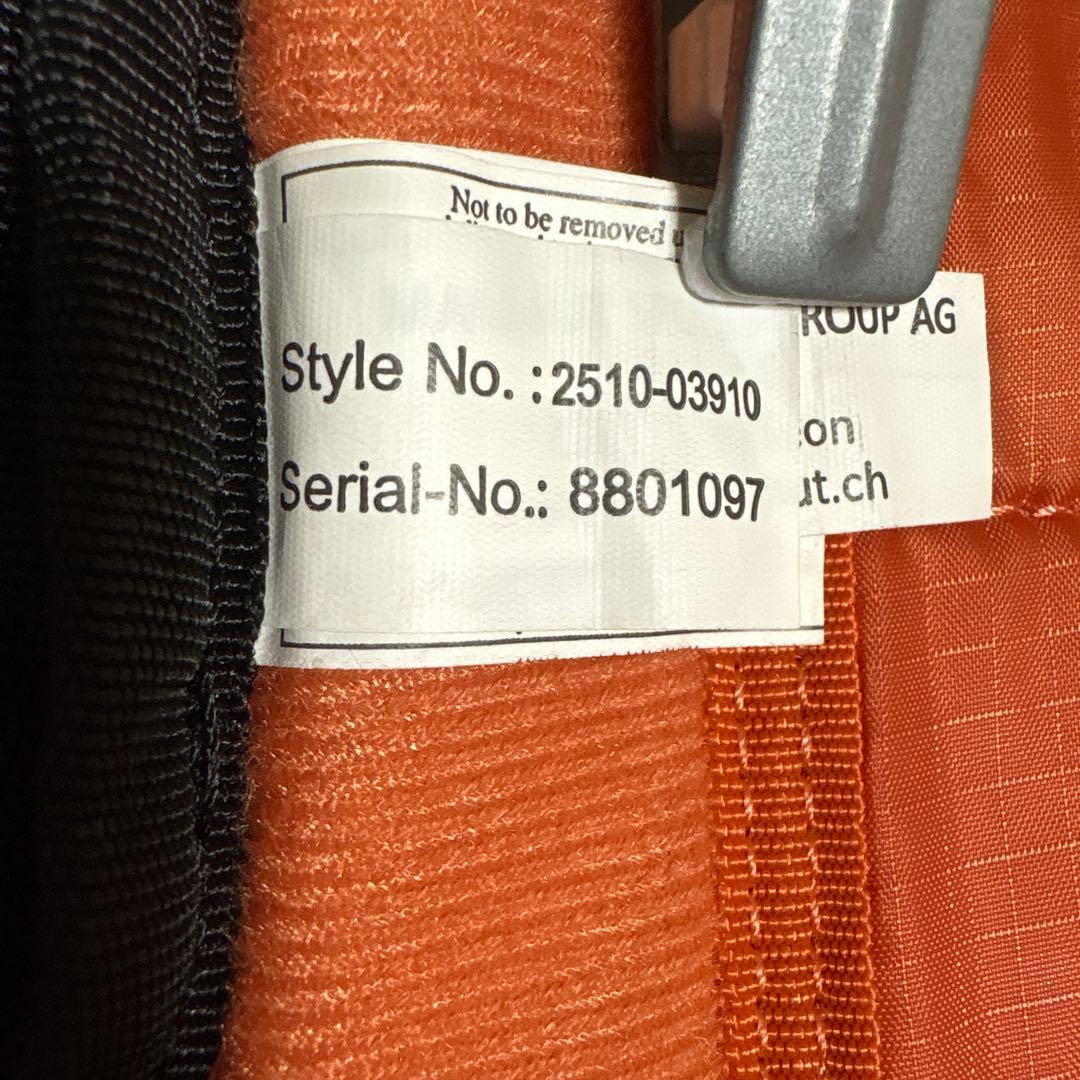 Not to be removed
Style No. :2510-03910
Serial-No.: 8801097
ROUP AG
ut.ch